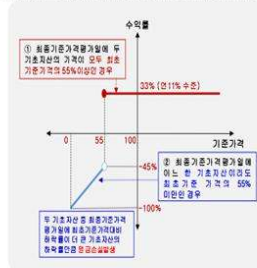 수익률
① 최종기준가격평가일에 두
기초자산의 가격이 모두 최초
기준가격의 55%이상인 경우
33% (연11% 수준)
0
55
100
기준가격
-45%
② 최종기준가격평가일에
어느 한 기초자산이라도
최초기준 가격의 55%
미만인 경우
-100%
두 기초자산 중 최종기준가격
평가일에 최초기준가격대비
하락률이 더 큰 기초자산의
하락률만큼 원금손실발생